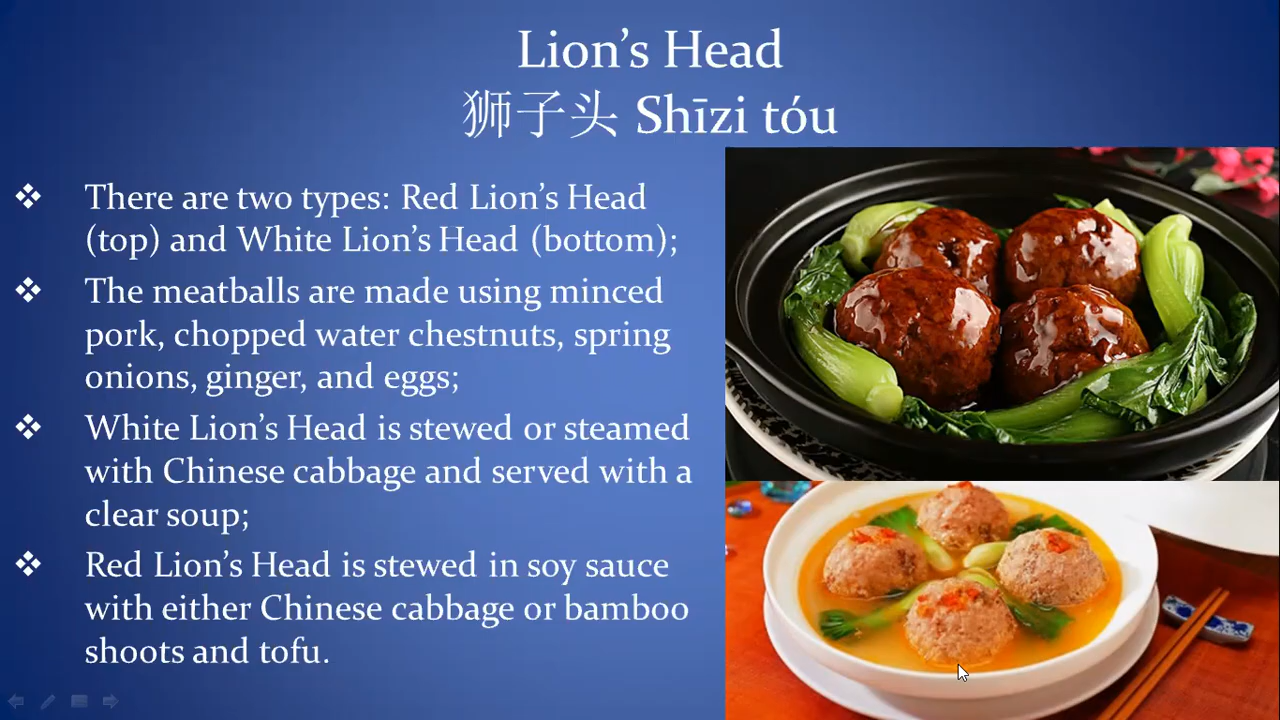 Lion’s Head
狮子头 Shīzi tóu
❖ There are two types: Red Lion’s Head
(top) and White Lion’s Head (bottom);
❖ The meatballs are made using minced
pork, chopped water chestnuts, spring
onions, ginger, and eggs;
❖ White Lion’s Head is stewed or steamed
with Chinese cabbage and served with a
clear soup;
❖ Red Lion’s Head is stewed in soy sauce
with either Chinese cabbage or bamboo
shoots and tofu.